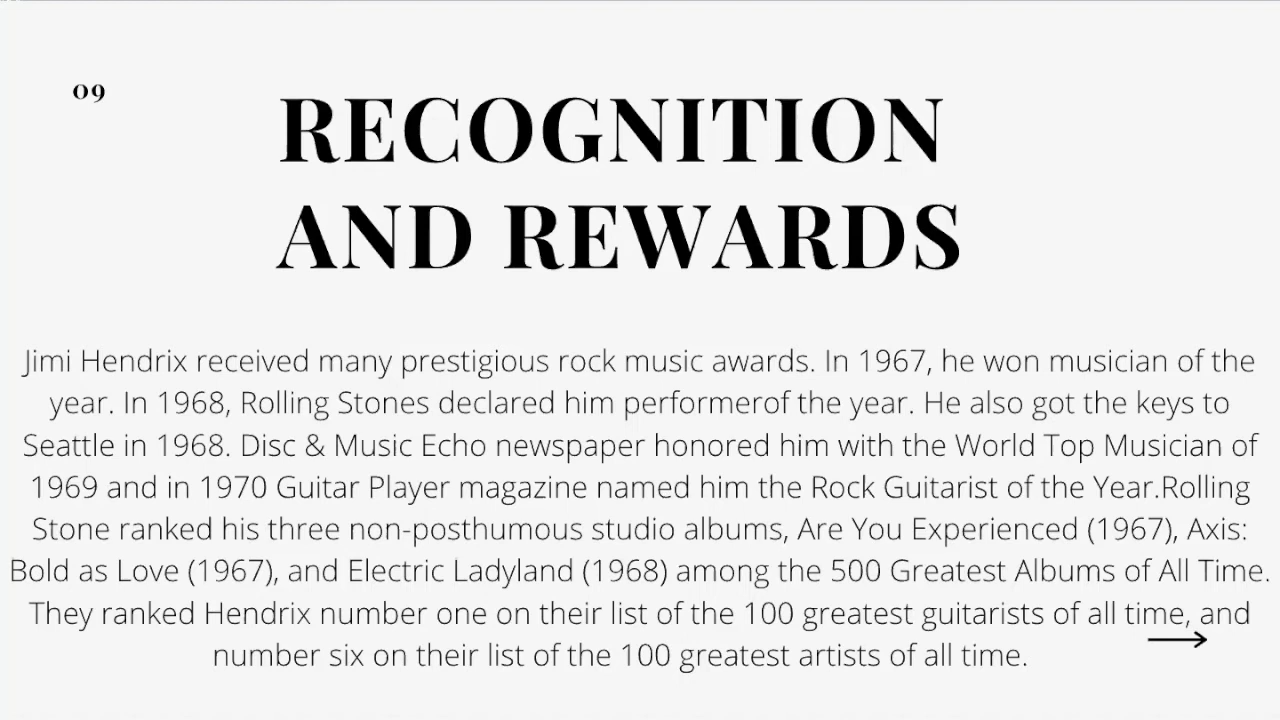 09
RECOGNITION
AND REWARDS
Jimi Hendrix received many prestigious rock music awards. In 1967, he won musician of the
year. In 1968, Rolling Stones declared him performerof the year. He also got the keys to
Seattle in 1968. Disc & Music Echo newspaper honored him with the World Top Musician of
1969 and in 1970 Guitar Player magazine named him the Rock Guitarist of the Year.Rolling
Stone ranked his three non-posthumous studio albums, Are You Experienced (1967), Axis:
Bold as Love (1967), and Electric Ladyland (1968) among the 500 Greatest Albums of All Time.
They ranked Hendrix number one on their list of the 100 greatest guitarists of all time, and
number six on their list of the 100 greatest artists of all time.